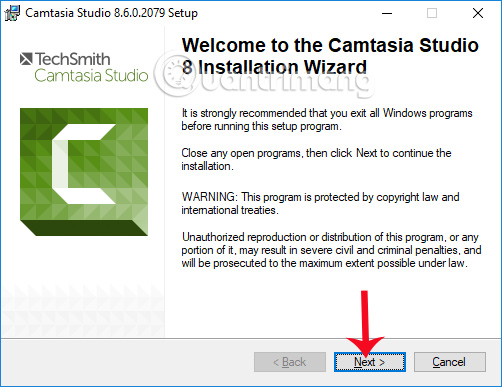 Camtasia Studio 8.6.0.2079 Setup
TechSmith
Camtasia Studio
Welcome to the Camtasia Studio
8 Installation Wizard
Quantrimang
It is strongly recommended that you exit all Windows programs
before running this setup program.
Close any open programs, then click Next to continue the
installation.
WARNING: This program is protected by copyright law and
international treaties.
Unauthorized reproduction or distribution of this program, or any
portion of it, may result in severe civil and criminal penalties, and
will be prosecuted to the maximum extent possible under law.
< Back
Next >
Cancel